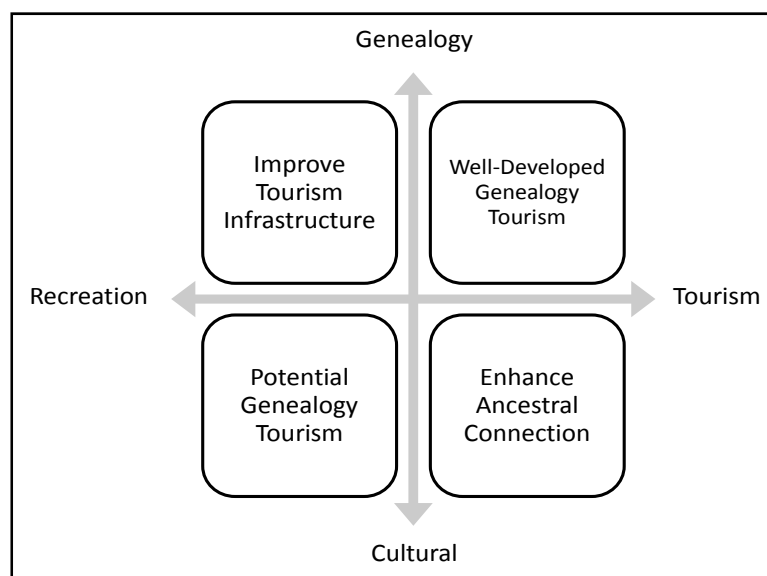 Genealogy
Improve
Tourism
Infrastructure
Well-Developed
Genealogy
Tourism
Recreation
Tourism
Potential
Genealogy
Tourism
Enhance
Ancestral
Connection
Cultural